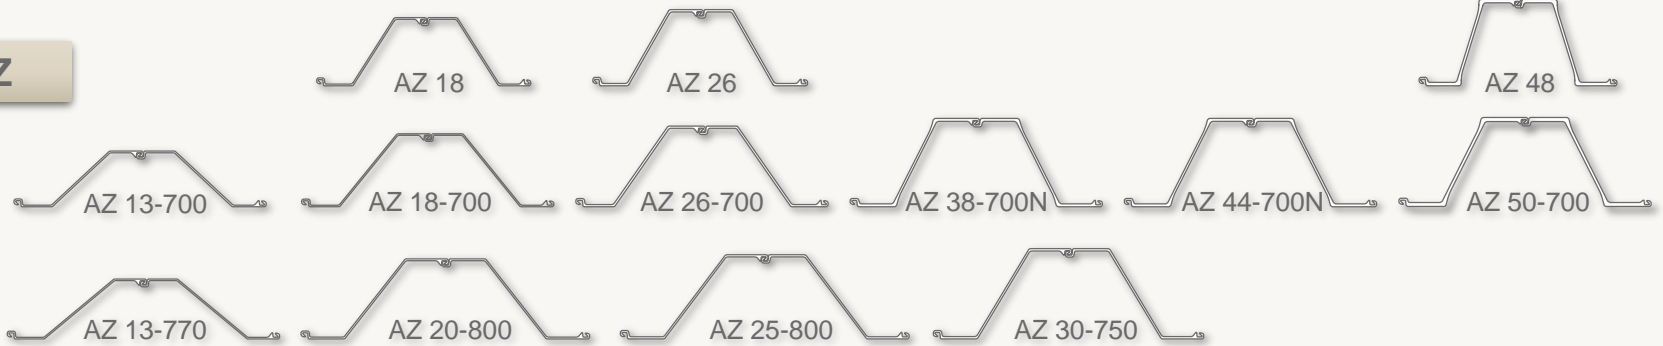 Z
AZ 18
AZ 26
AZ 48
AZ 13-700
AZ 18-700
AZ 26-700
AZ 38-700N
AZ 44-700N
AZ 50-700
AZ 13-770
AZ 20-800
AZ 25-800
AZ 30-750